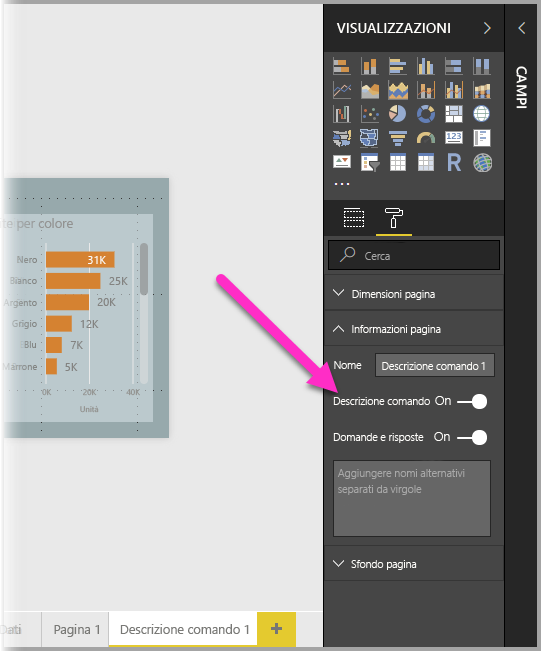 VISUALIZZAZIONI
CAMPI
123
R
Cerca
Dimensioni pagina
Informazioni pagina
Nome
Descrizione comando 1
Descrizione comando On
Domande e risposte On
Aggiungere nomi alternativi
separati da virgole
Sfondo pagina
per colore
Nero 31K
Bianco 25K
Argento 20K
Grigio 12K
Blu 7K
Marrone 5K
0K 20K 40K
Unità
Dati Pagina 1 Descrizione comando 1 +